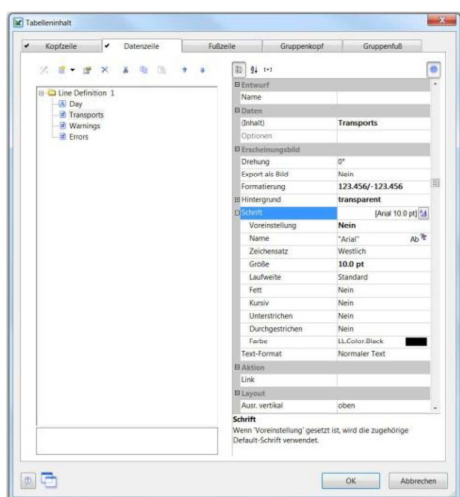 Tabelleninhalt
Kopfzeile
Datenzeile
Fußzeile
Gruppenkopf
Gruppenfuß
Line Definition 1
Day
Transports
Warnings
Errors
Entwurf
Name
Daten
(Inhalt) Transports
Optionen
Erscheinungsbild
Drehung 0°
Export als Bild Nein
Formatierung 123.456/-123.456
Hintergrund transparent
Schrift [Arial 10.0 pt]
Voreinstellung Nein
Name "Arial" Ab
Zeichensatz Westlich
Größe 10.0 pt
Laufweite Standard
Fett Nein
Kursiv Nein
Unterstrichen Nein
Durchgestrichen Nein
Farbe LL.Color.Black
Text-Format Normaler Text
Aktion
Link
Layout
Ausr. vertikal oben
Schrift
Wenn 'Voreinstellung' gesetzt ist, wird die zugehörige
Default-Schrift verwendet.
OK
Abbrechen